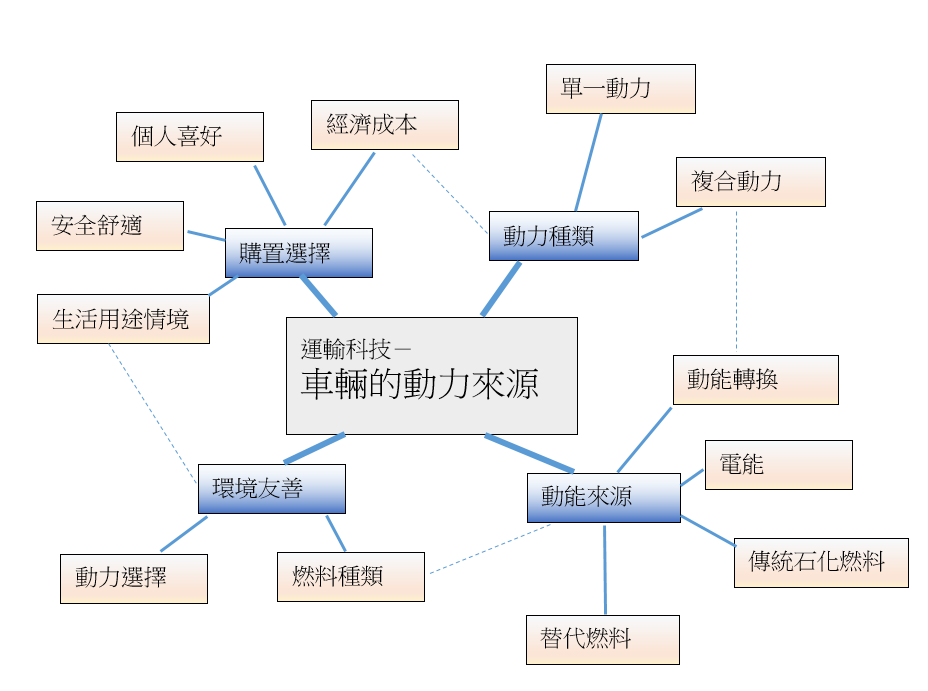 單一動力
經濟成本
個人喜好
複合動力
安全舒適
動力種類
購置選擇
生活用途情境
運輸科技－
車輛的動力來源
動能轉換
電能
環境友善
動能來源
傳統石化燃料
動力選擇
燃料種類
替代燃料